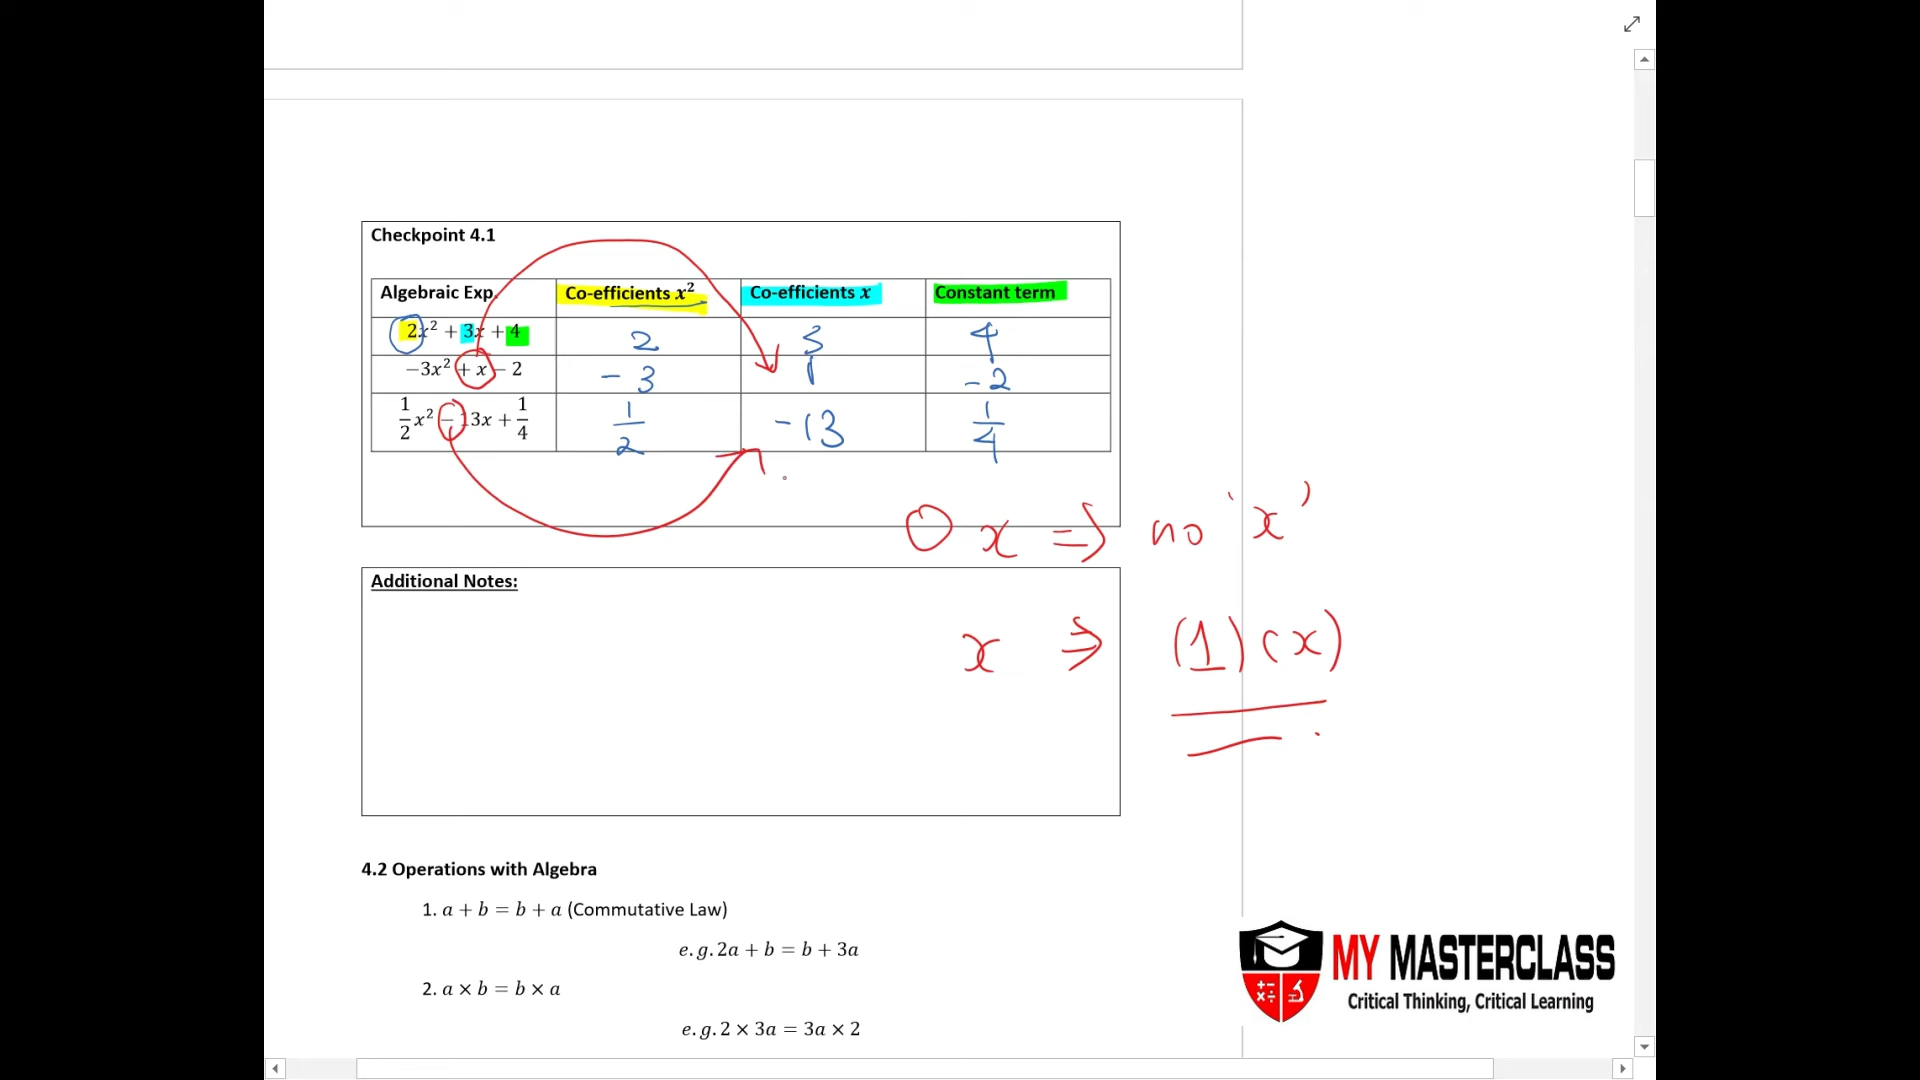 Checkpoint 4.1
Algebraic Exp. Co-efficients x² Co-efficients x Constant term
2x² + 3x + 4 2 3 4
−3x² + x − 2 -3 1 -2
1/2 x² − 13x + 1/4 1/2 -13 1/4
0 x ⇒ no 'x'
Additional Notes:
x ⇒ (1)(x)
4.2 Operations with Algebra
1. a + b = b + a (Commutative Law)
e.g. 2a + b = b + 3a
2. a × b = b × a
e.g. 2 × 3a = 3a × 2
MY MASTERCLASS
Critical Thinking, Critical Learning